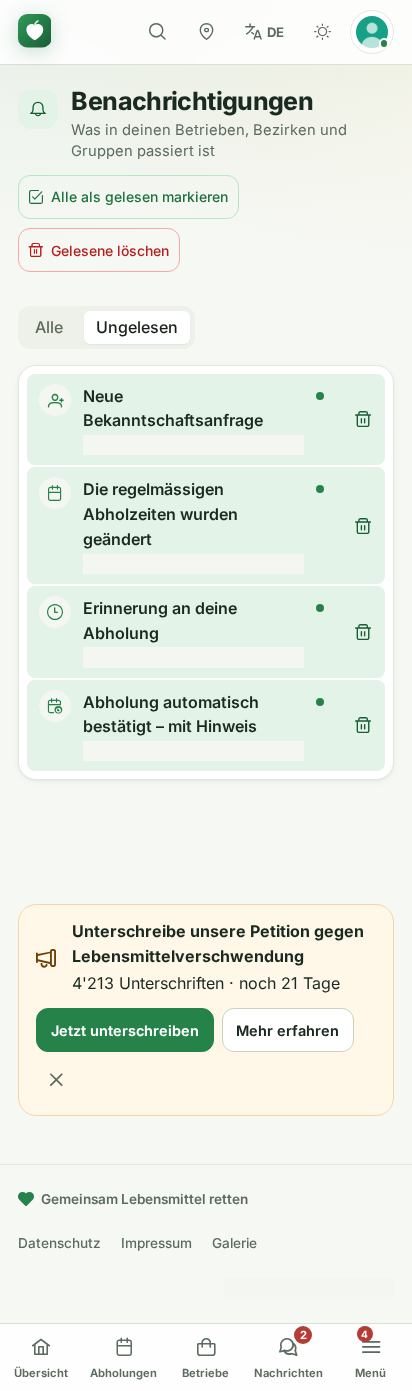 DE
Benachrichtigungen
Was in deinen Betrieben, Bezirken und
Gruppen passiert ist
Alle als gelesen markieren
Gelesene löschen
Alle
Ungelesen
Neue
Bekanntschaftsanfrage
Die regelmässigen
Abholzeiten wurden
geändert
Erinnerung an deine
Abholung
Abholung automatisch
bestätigt – mit Hinweis
Unterschreibe unsere Petition gegen
Lebensmittelverschwendung
4'213 Unterschriften · noch 21 Tage
Jetzt unterschreiben
Mehr erfahren
Gemeinsam Lebensmittel retten
Datenschutz Impressum Galerie
2 4
Übersicht Abholungen Betriebe Nachrichten Menü